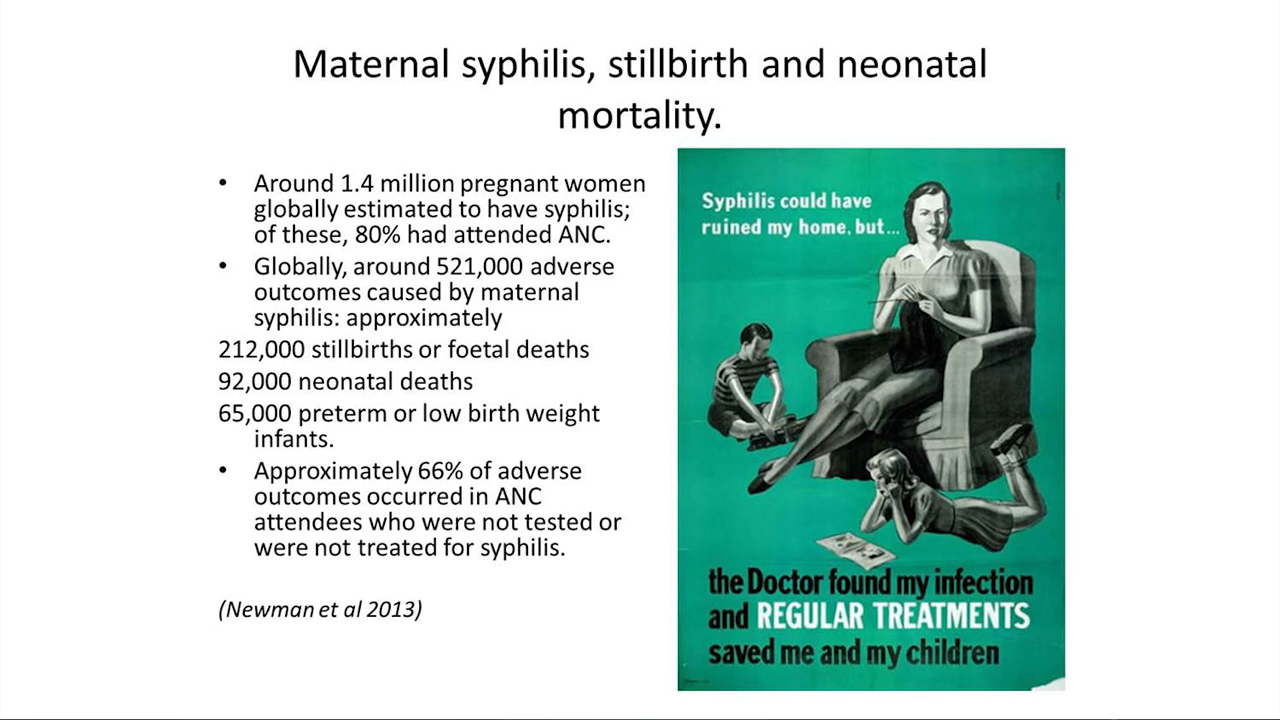 Maternal syphilis, stillbirth and neonatal
mortality.
• Around 1.4 million pregnant women
globally estimated to have syphilis;
of these, 80% had attended ANC.
• Globally, around 521,000 adverse
outcomes caused by maternal
syphilis: approximately
212,000 stillbirths or foetal deaths
92,000 neonatal deaths
65,000 preterm or low birth weight
infants.
• Approximately 66% of adverse
outcomes occurred in ANC
attendees who were not tested or
were not treated for syphilis.
(Newman et al 2013)
Syphilis could have
ruined my home, but...
the Doctor found my infection
and REGULAR TREATMENTS
saved me and my children